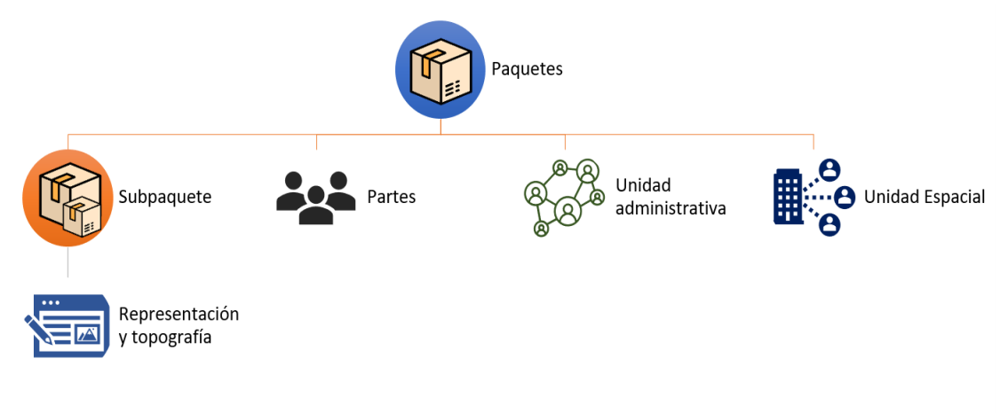 Paquetes
Subpaquete
Partes
Unidad
administrativa
Unidad Espacial
Representación
y topografía